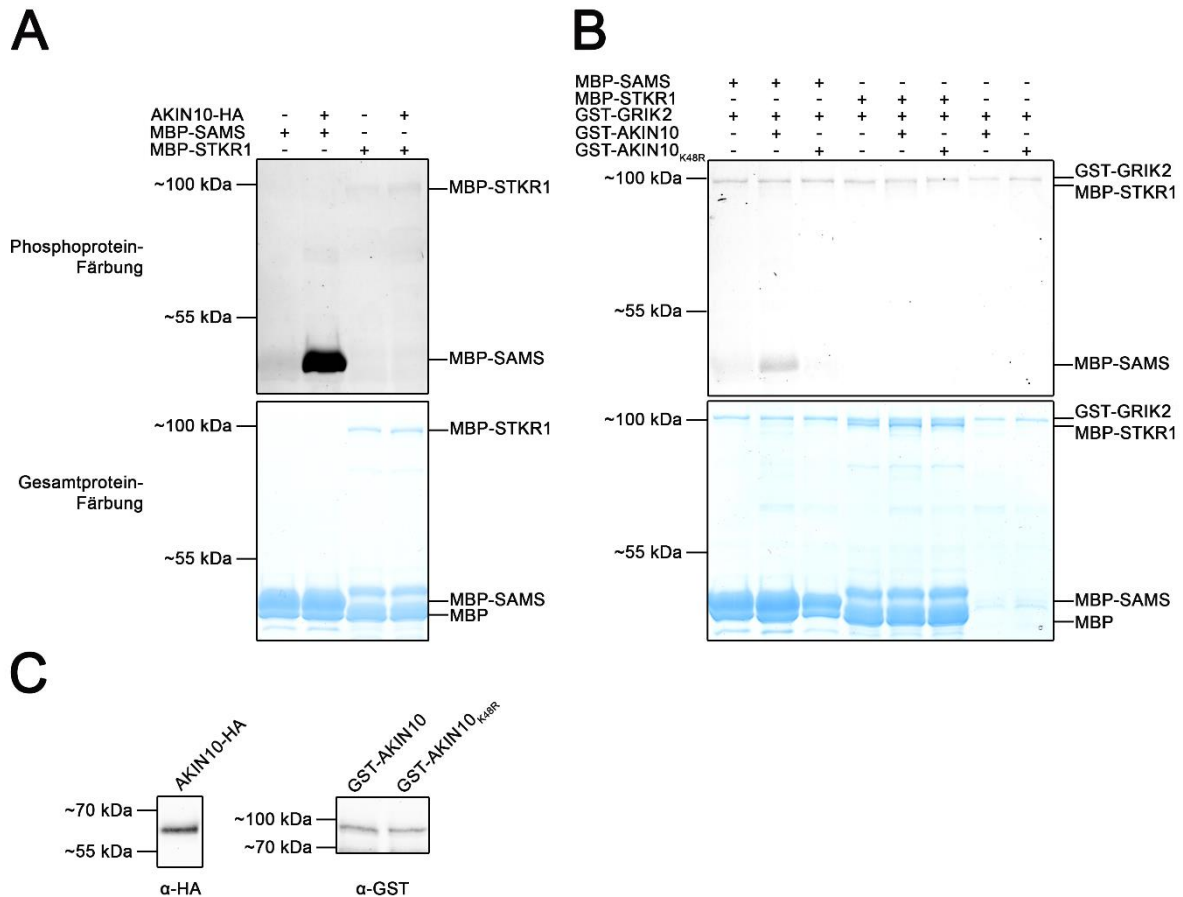 A
AKIN10-HA - + - +
MBP-SAMS + + - -
MBP-STKR1 - - + +
~100 kDa
MBP-STKR1
Phosphoprotein-
Färbung
~55 kDa
MBP-SAMS
~100 kDa
MBP-STKR1
Gesamtprotein-
Färbung
~55 kDa
MBP-SAMS
MBP
B
MBP-SAMS + + + - - - - -
MBP-STKR1 - - - + + + - -
GST-GRIK2 + + + + + + + +
GST-AKIN10 - + - - + - + -
GST-AKIN10K48R - - + - - + - +
~100 kDa
GST-GRIK2
MBP-STKR1
~55 kDa
MBP-SAMS
~100 kDa
GST-GRIK2
MBP-STKR1
~55 kDa
MBP-SAMS
MBP
C
AKIN10-HA
~70 kDa
~55 kDa
α-HA
GST-AKIN10
GST-AKIN10K48R
~100 kDa
~70 kDa
α-GST